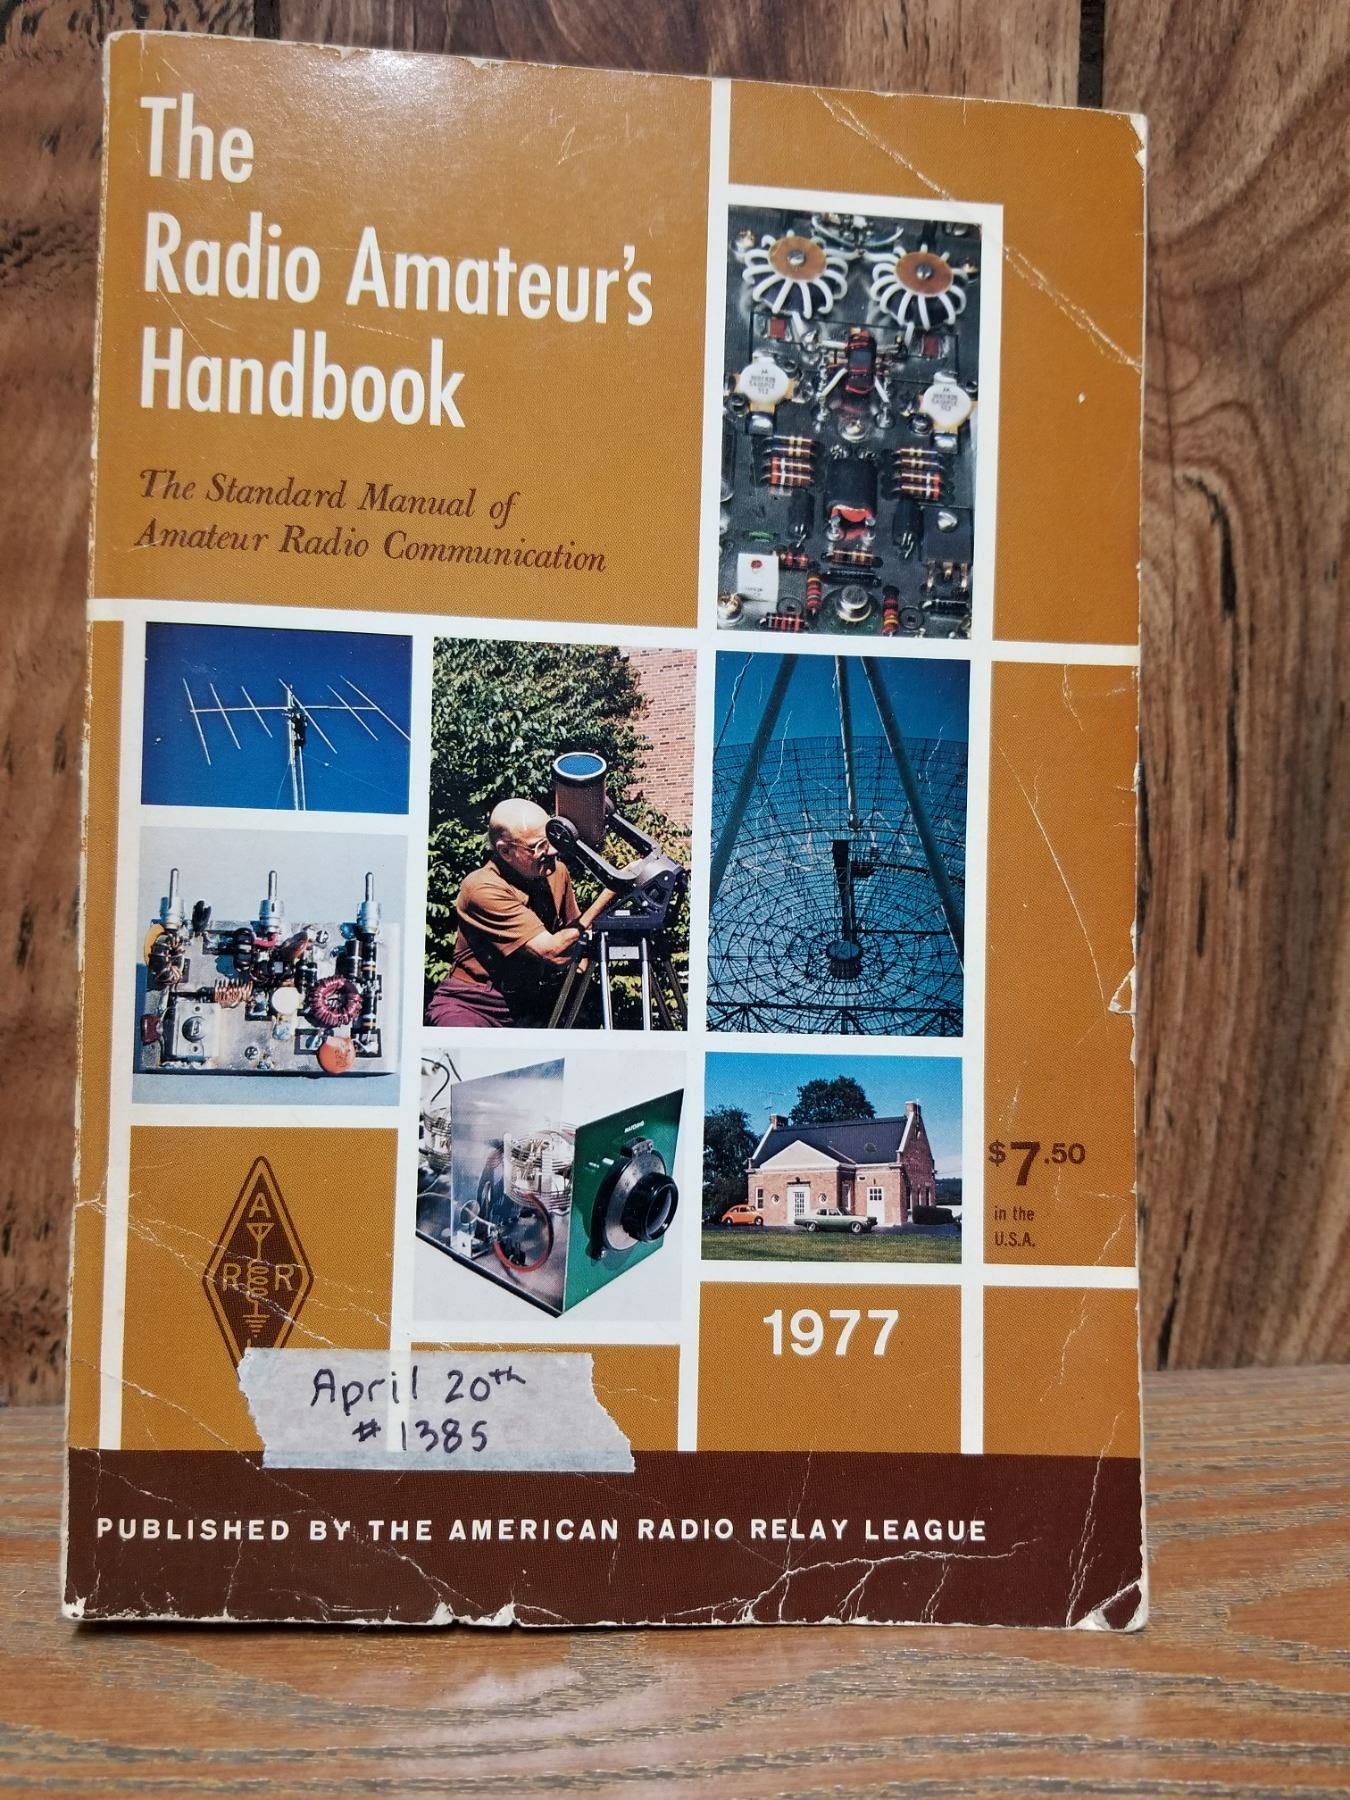 The
Radio Amateur's
Handbook
The Standard Manual of
Amateur Radio Communication
$7.50
in the
U.S.A.
A
R R
1977
April 20th
# 1385
PUBLISHED BY THE AMERICAN RADIO RELAY LEAGUE